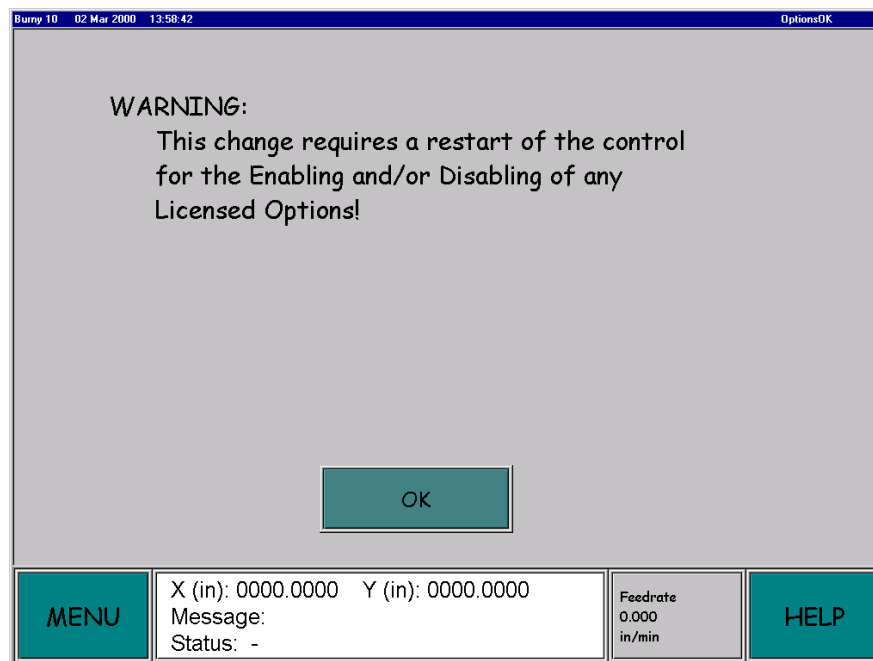 Burny 10 02 Mar 2000 13:58:42 OptionsOK
WARNING:
This change requires a restart of the control
for the Enabling and/or Disabling of any
Licensed Options!
OK
MENU
X (in): 0000.0000 Y (in): 0000.0000
Message:
Status: -
Feedrate
0.000
in/min
HELP